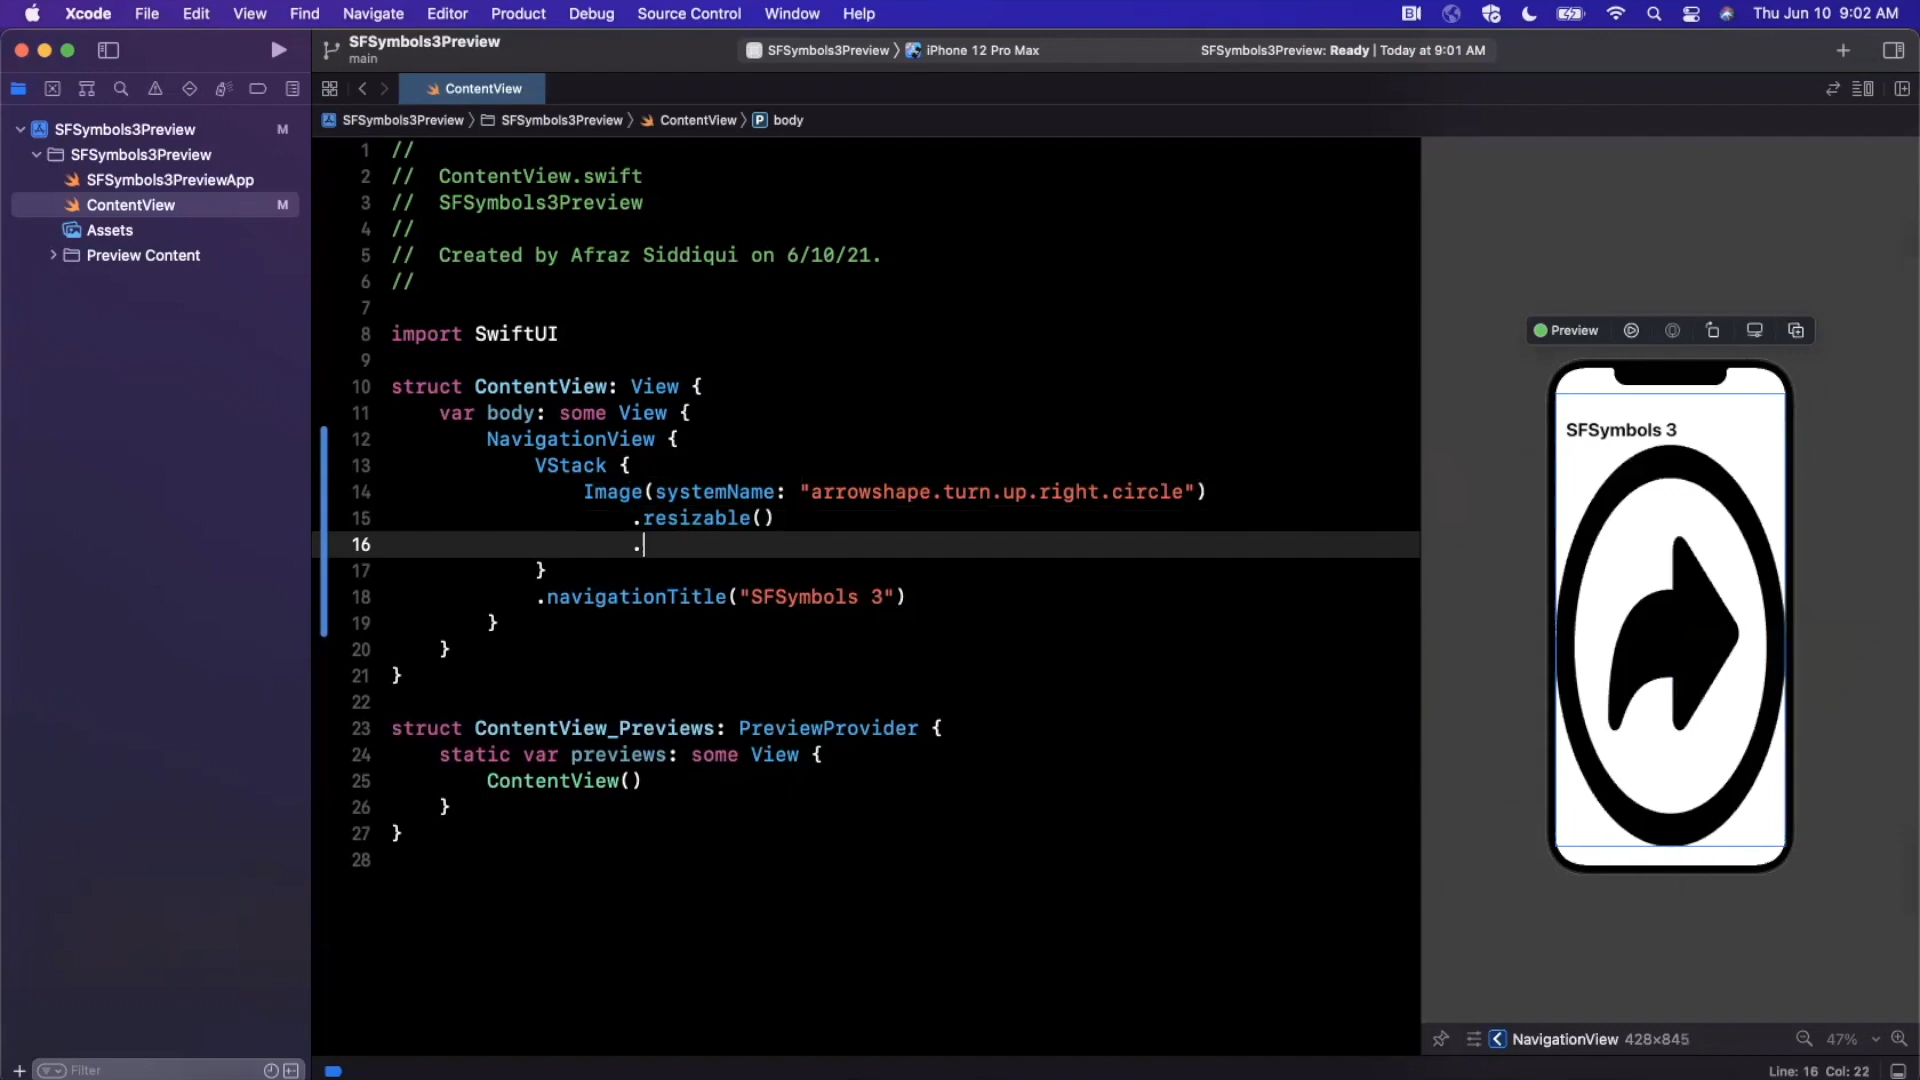 Xcode File Edit View Find Navigate Editor Product Debug Source Control Window Help Thu Jun 10 9:02 AM
SFSymbols3Preview
main
SFSymbols3Preview 〉 iPhone 12 Pro Max
SFSymbols3Preview: Ready | Today at 9:01 AM
SFSymbols3Preview M
SFSymbols3Preview
SFSymbols3PreviewApp
ContentView M
Assets
Preview Content
Filter
ContentView
SFSymbols3Preview 〉 SFSymbols3Preview 〉 ContentView 〉 P body
1 //
2 //  ContentView.swift
3 //  SFSymbols3Preview
4 //
5 //  Created by Afraz Siddiqui on 6/10/21.
6 //
7
8 import SwiftUI
9
10 struct ContentView: View {
11     var body: some View {
12         NavigationView {
13             VStack {
14                 Image(systemName: "arrowshape.turn.up.right.circle")
15                     .resizable()
16                     .
17             }
18             .navigationTitle("SFSymbols 3")
19         }
20     }
21 }
22
23 struct ContentView_Previews: PreviewProvider {
24     static var previews: some View {
25         ContentView()
26     }
27 }
28
Preview
SFSymbols 3
NavigationView 428×845
47%
Line: 16 Col: 22